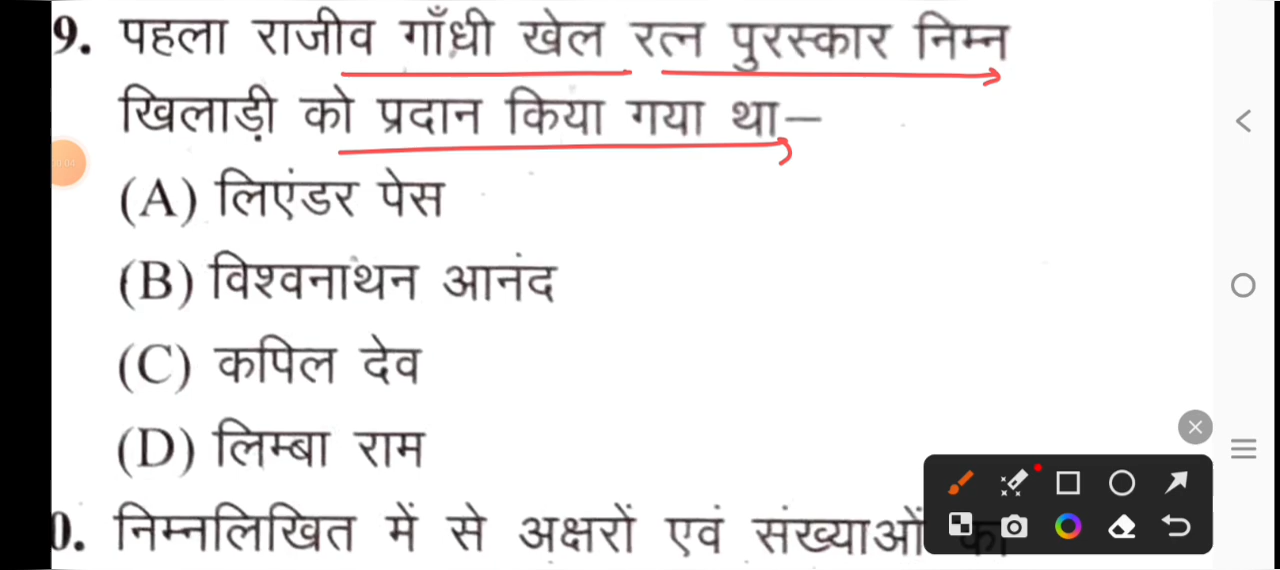 9. पहला राजीव गाँधी खेल रत्न पुरस्कार निम्न
खिलाड़ी को प्रदान किया गया था–
(A) लिएंडर पेस
(B) विश्वनाथन आनंद
(C) कपिल देव
(D) लिम्बा राम
0. निम्नलिखित में से अक्षरों एवं संख्याओं